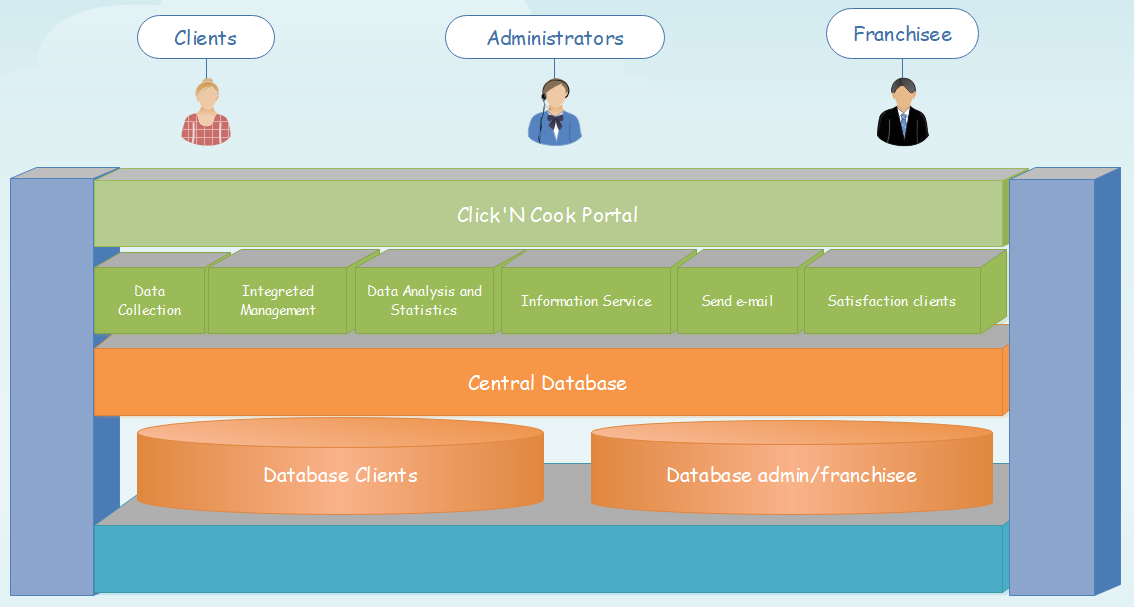 Clients
Administrators
Franchisee
Click'N Cook Portal
Data
Collection
Integreted
Management
Data Analysis and
Statistics
Information Service
Send e-mail
Satisfaction clients
Central Database
Database Clients
Database admin/franchisee